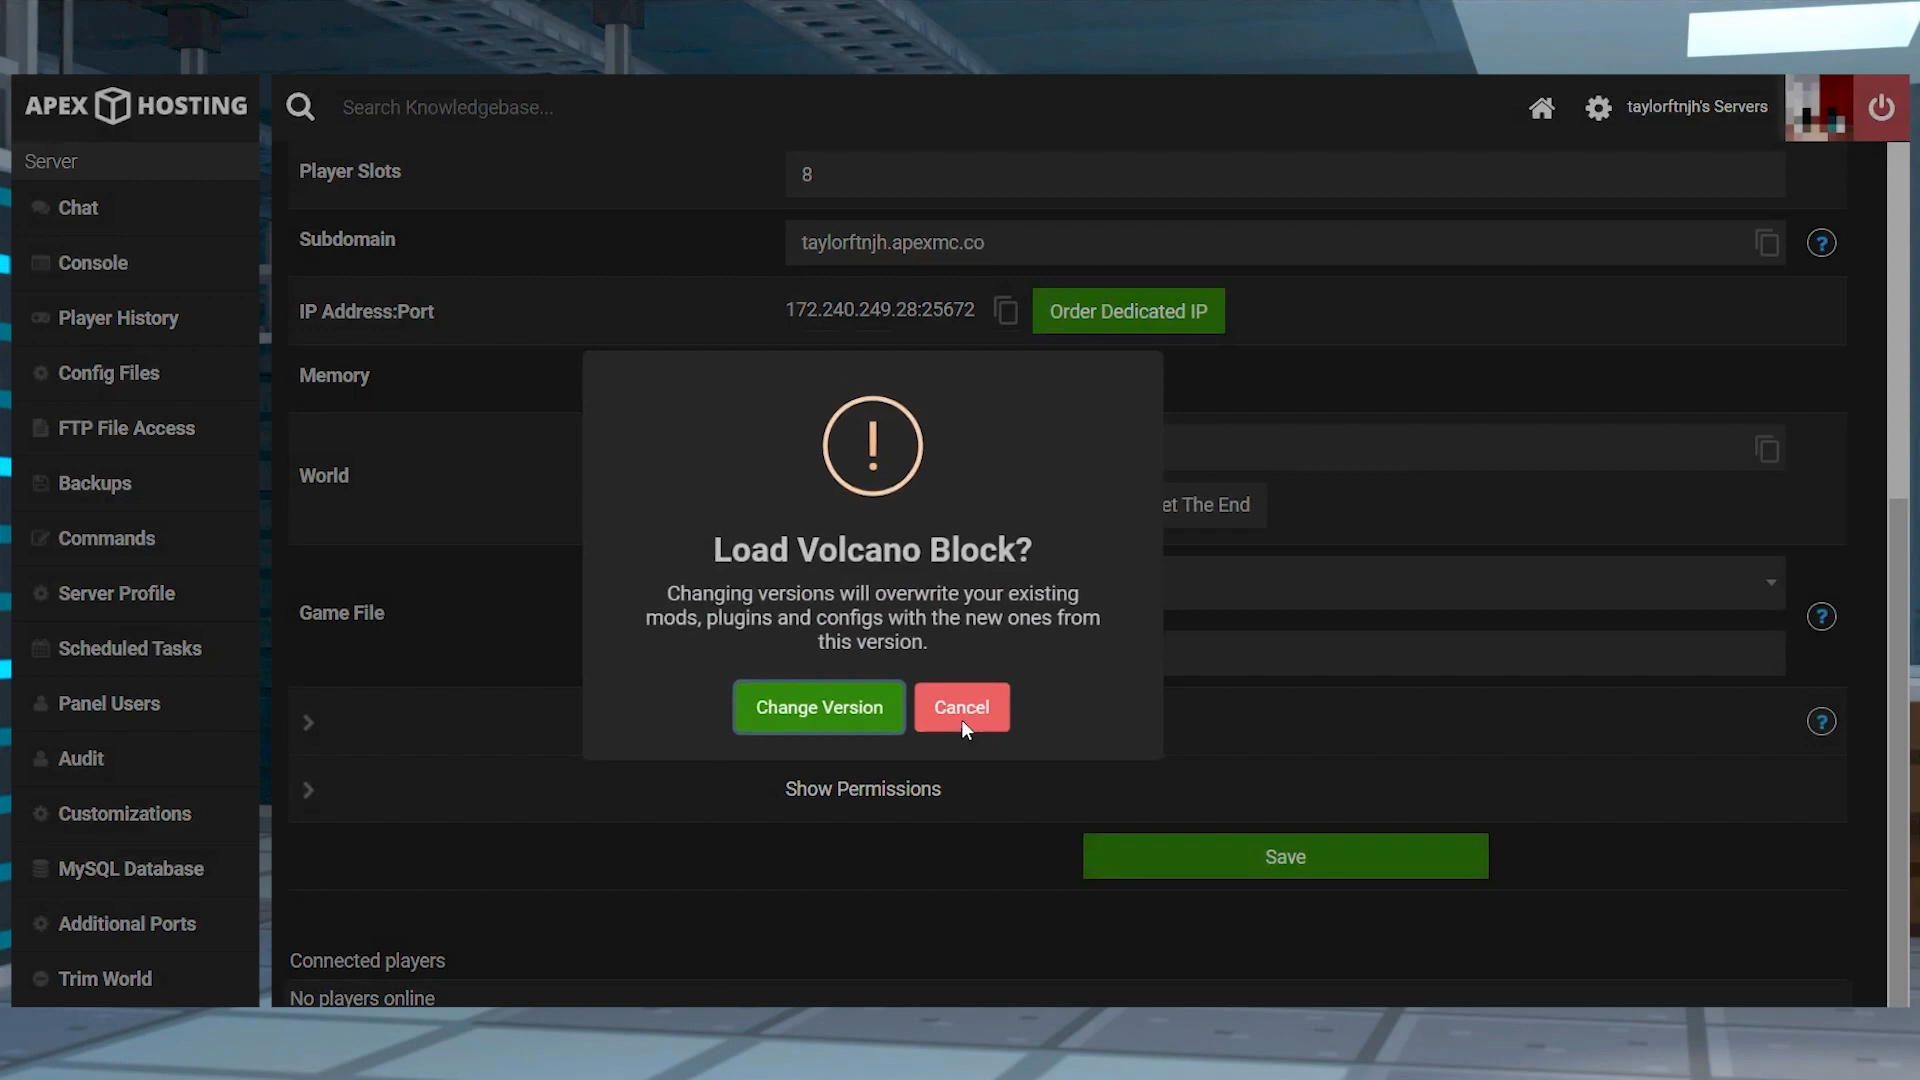 APEX HOSTING
Search Knowledgebase...
taylorftnjh's Servers
Server
Chat
Console
Player History
Config Files
FTP File Access
Backups
Commands
Server Profile
Scheduled Tasks
Panel Users
Audit
Customizations
MySQL Database
Additional Ports
Trim World
Player Slots
8
Subdomain
taylorftnjh.apexmc.co
?
IP Address:Port
172.240.249.28:25672
Order Dedicated IP
Memory
World
et The End
Game File
?
?
!
Load Volcano Block?
Changing versions will overwrite your existing
mods, plugins and configs with the new ones from
this version.
Change Version
Cancel
Show Permissions
Save
Connected players
No players online